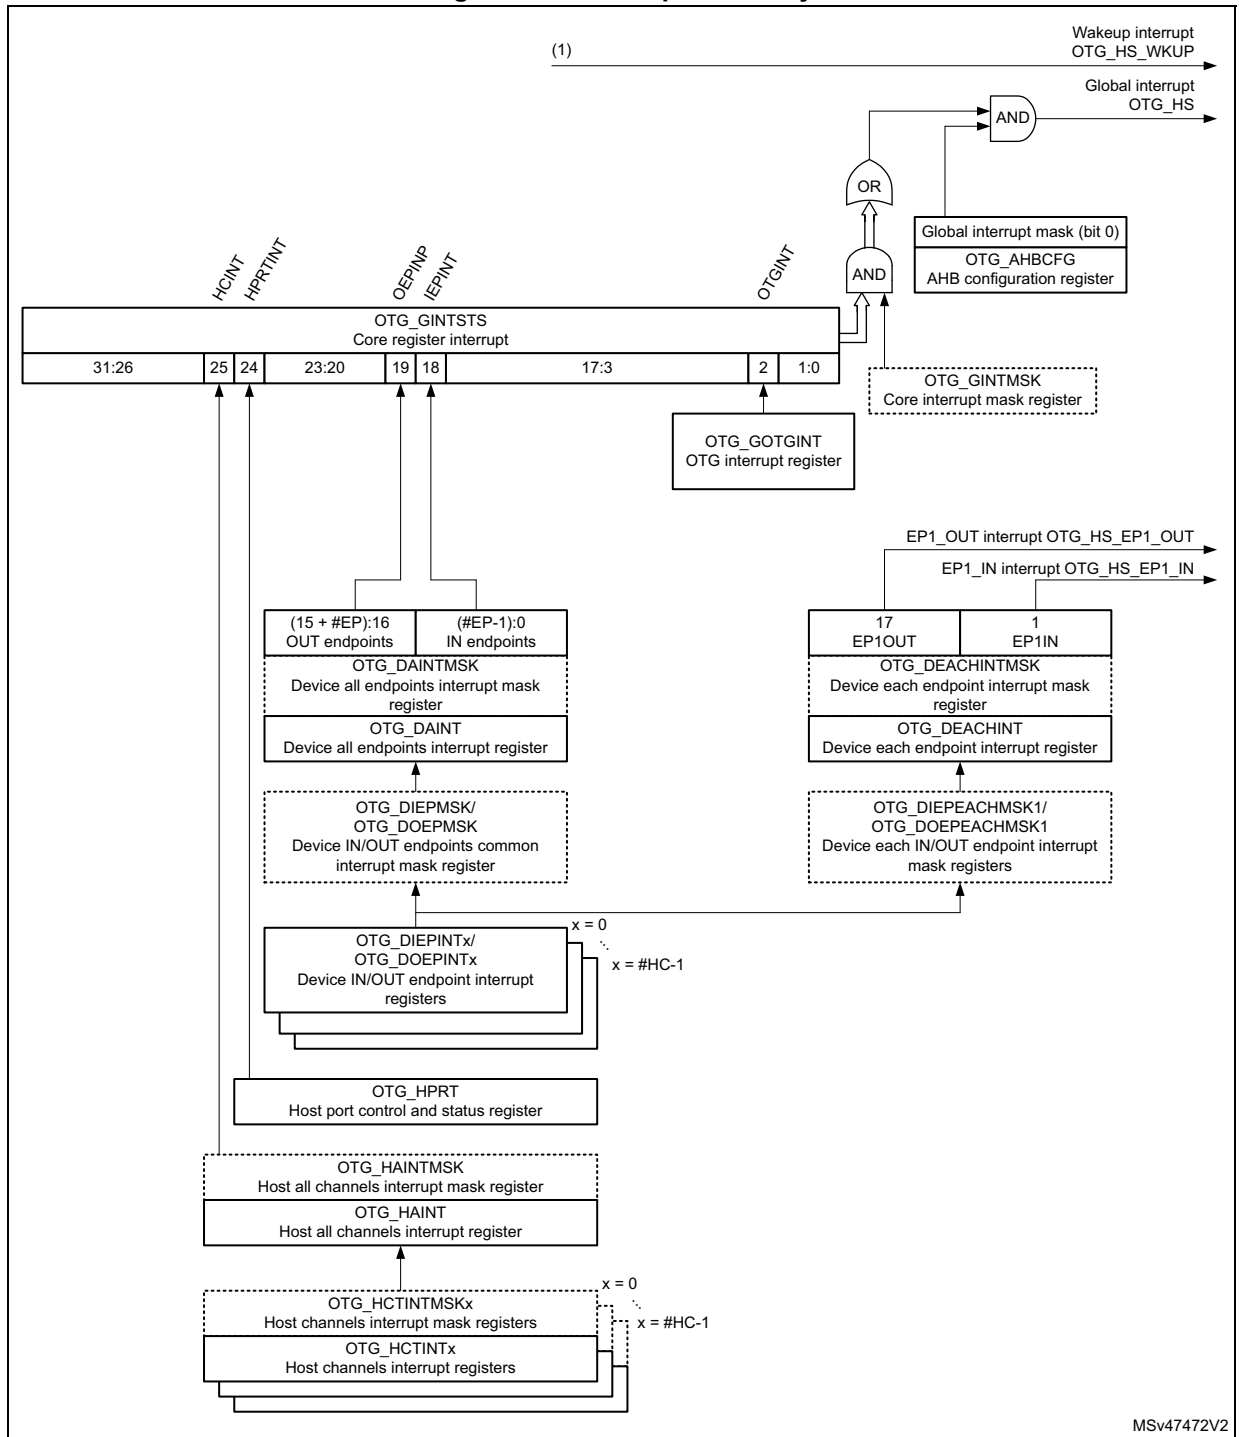 (1)
Wakeup interrupt
OTG_HS_WKUP
Global interrupt
OTG_HS
AND
OR
Global interrupt mask (bit 0)
OTG_AHBCFG
AHB configuration register
AND
HCINT
HPRTINT
OEPINP
IEPINT
OTGINT
OTG_GINTSTS
Core register interrupt
31:26
25
24
23:20
19
18
17:3
2
1:0
OTG_GINTMSK
Core interrupt mask register
OTG_GOTGINT
OTG interrupt register
EP1_OUT interrupt OTG_HS_EP1_OUT
EP1_IN interrupt OTG_HS_EP1_IN
(15 + #EP):16
OUT endpoints
(#EP-1):0
IN endpoints
OTG_DAINTMSK
Device all endpoints interrupt mask
register
OTG_DAINT
Device all endpoints interrupt register
17
EP1OUT
1
EP1IN
OTG_DEACHINTMSK
Device each endpoint interrupt mask
register
OTG_DEACHINT
Device each endpoint interrupt register
OTG_DIEPMSK/
OTG_DOEPMSK
Device IN/OUT endpoints common
interrupt mask register
OTG_DIEPEACHMSK1/
OTG_DOEPEACHMSK1
Device each IN/OUT endpoint interrupt
mask registers
OTG_DIEPINTx/
OTG_DOEPINTx
Device IN/OUT endpoint interrupt
registers
x = 0
x = #HC-1
OTG_HPRT
Host port control and status register
OTG_HAINTMSK
Host all channels interrupt mask register
OTG_HAINT
Host all channels interrupt register
OTG_HCTINTMSKx
Host channels interrupt mask registers
OTG_HCTINTx
Host channels interrupt registers
x = 0
x = #HC-1
MSv47472V2